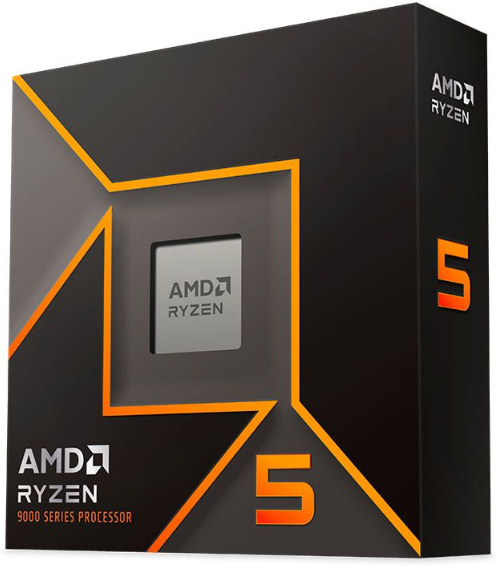 AMD
RYZEN
5
AMD
RYZEN
AMD
RYZEN
9000 SERIES PROCESSOR
5